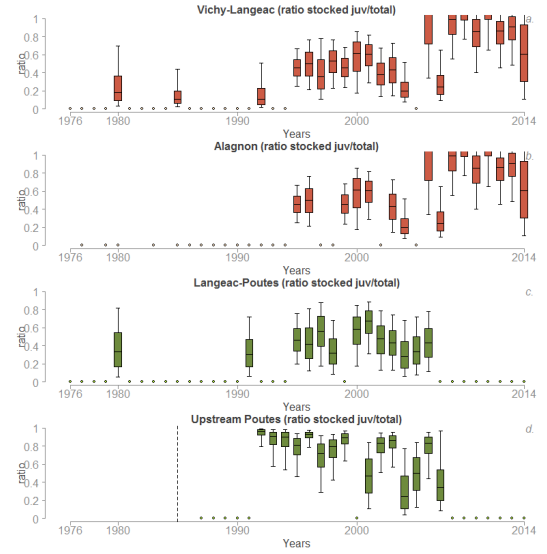 Vichy-Langeac (ratio stocked juv/total)
a.
1
0.8
0.6
0.4
0.2
0
ratio
1976 1980 1990 2000 2014
Years
Alagnon (ratio stocked juv/total)
b.
1
0.8
0.6
0.4
0.2
0
ratio
1976 1980 1990 2000 2014
Years
Langeac-Poutes (ratio stocked juv/total)
c.
1
0.8
0.6
0.4
0.2
0
ratio
1976 1980 1990 2000 2014
Years
Upstream Poutes (ratio stocked juv/total)
d.
1
0.8
0.6
0.4
0.2
0
ratio
1976 1980 1990 2000 2014
Years